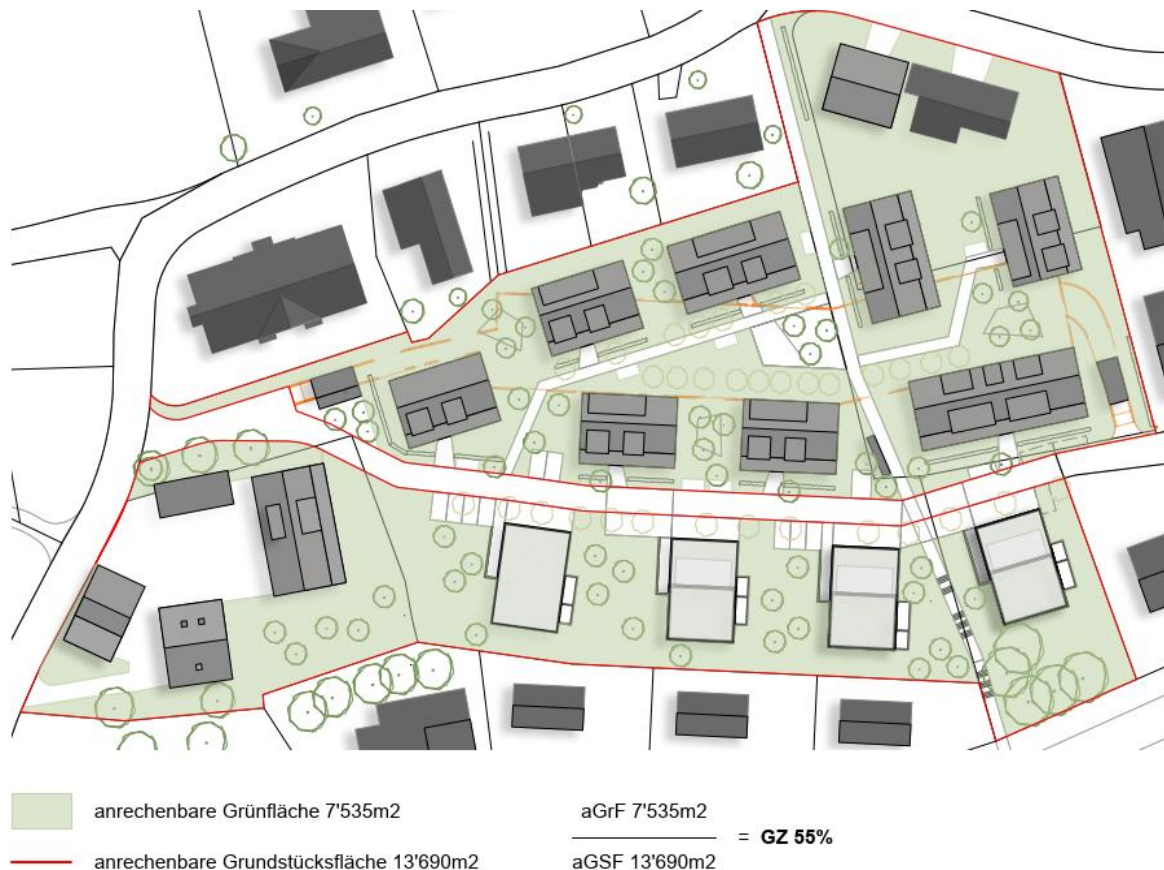 anrechenbare Grünfläche 7'535m2
aGrF 7'535m2
= GZ 55%
anrechenbare Grundstücksfläche 13'690m2
aGSF 13'690m2